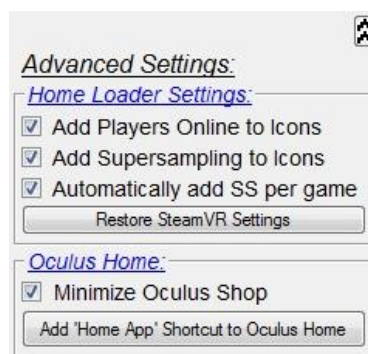 Advanced Settings:
Home Loader Settings:
Add Players Online to Icons
Add Supersampling to Icons
Automatically add SS per game
Restore SteamVR Settings
Oculus Home:
Minimize Oculus Shop
Add 'Home App' Shortcut to Oculus Home